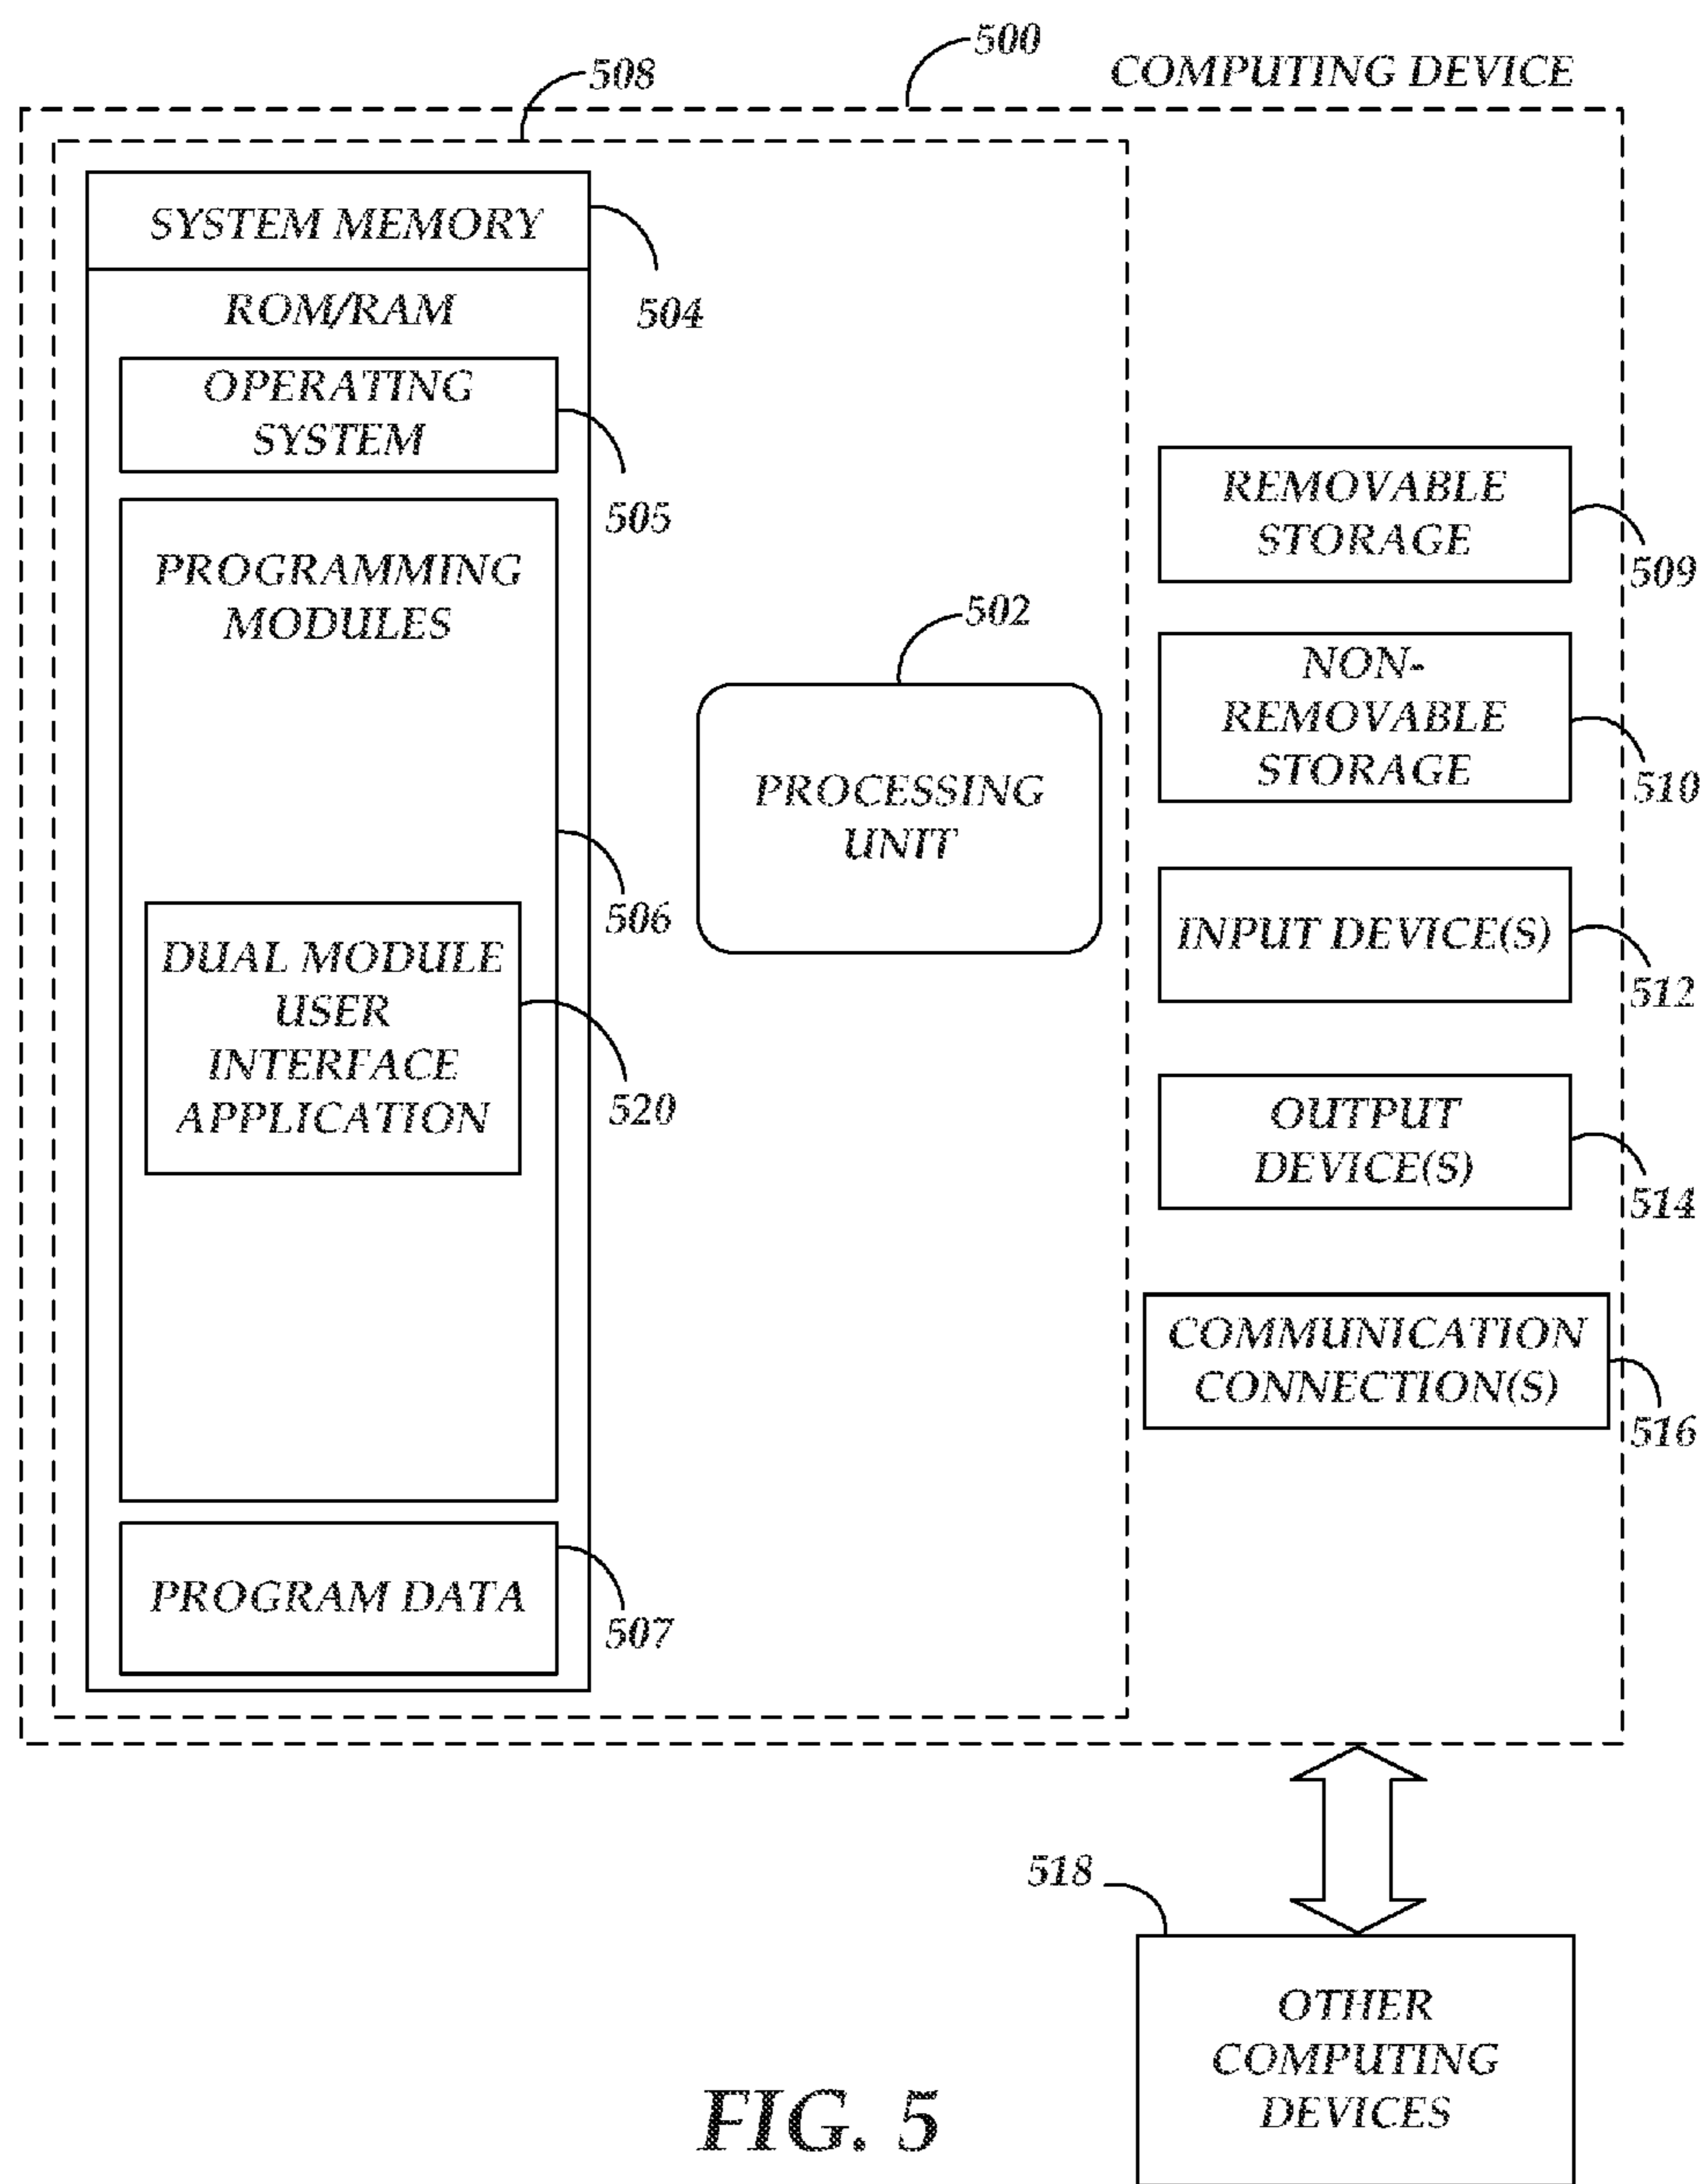 500
COMPUTING DEVICE
508
SYSTEM MEMORY
504
ROM/RAM
OPERATING
SYSTEM
505
PROGRAMMING
MODULES
506
DUAL MODULE
USER
INTERFACE
APPLICATION
520
PROGRAM DATA
507
502
PROCESSING
UNIT
REMOVABLE
STORAGE
509
NON-
REMOVABLE
STORAGE
510
INPUT DEVICE(S)
512
OUTPUT
DEVICE(S)
514
COMMUNICATION
CONNECTION(S)
516
518
OTHER
COMPUTING
DEVICES
FIG. 5